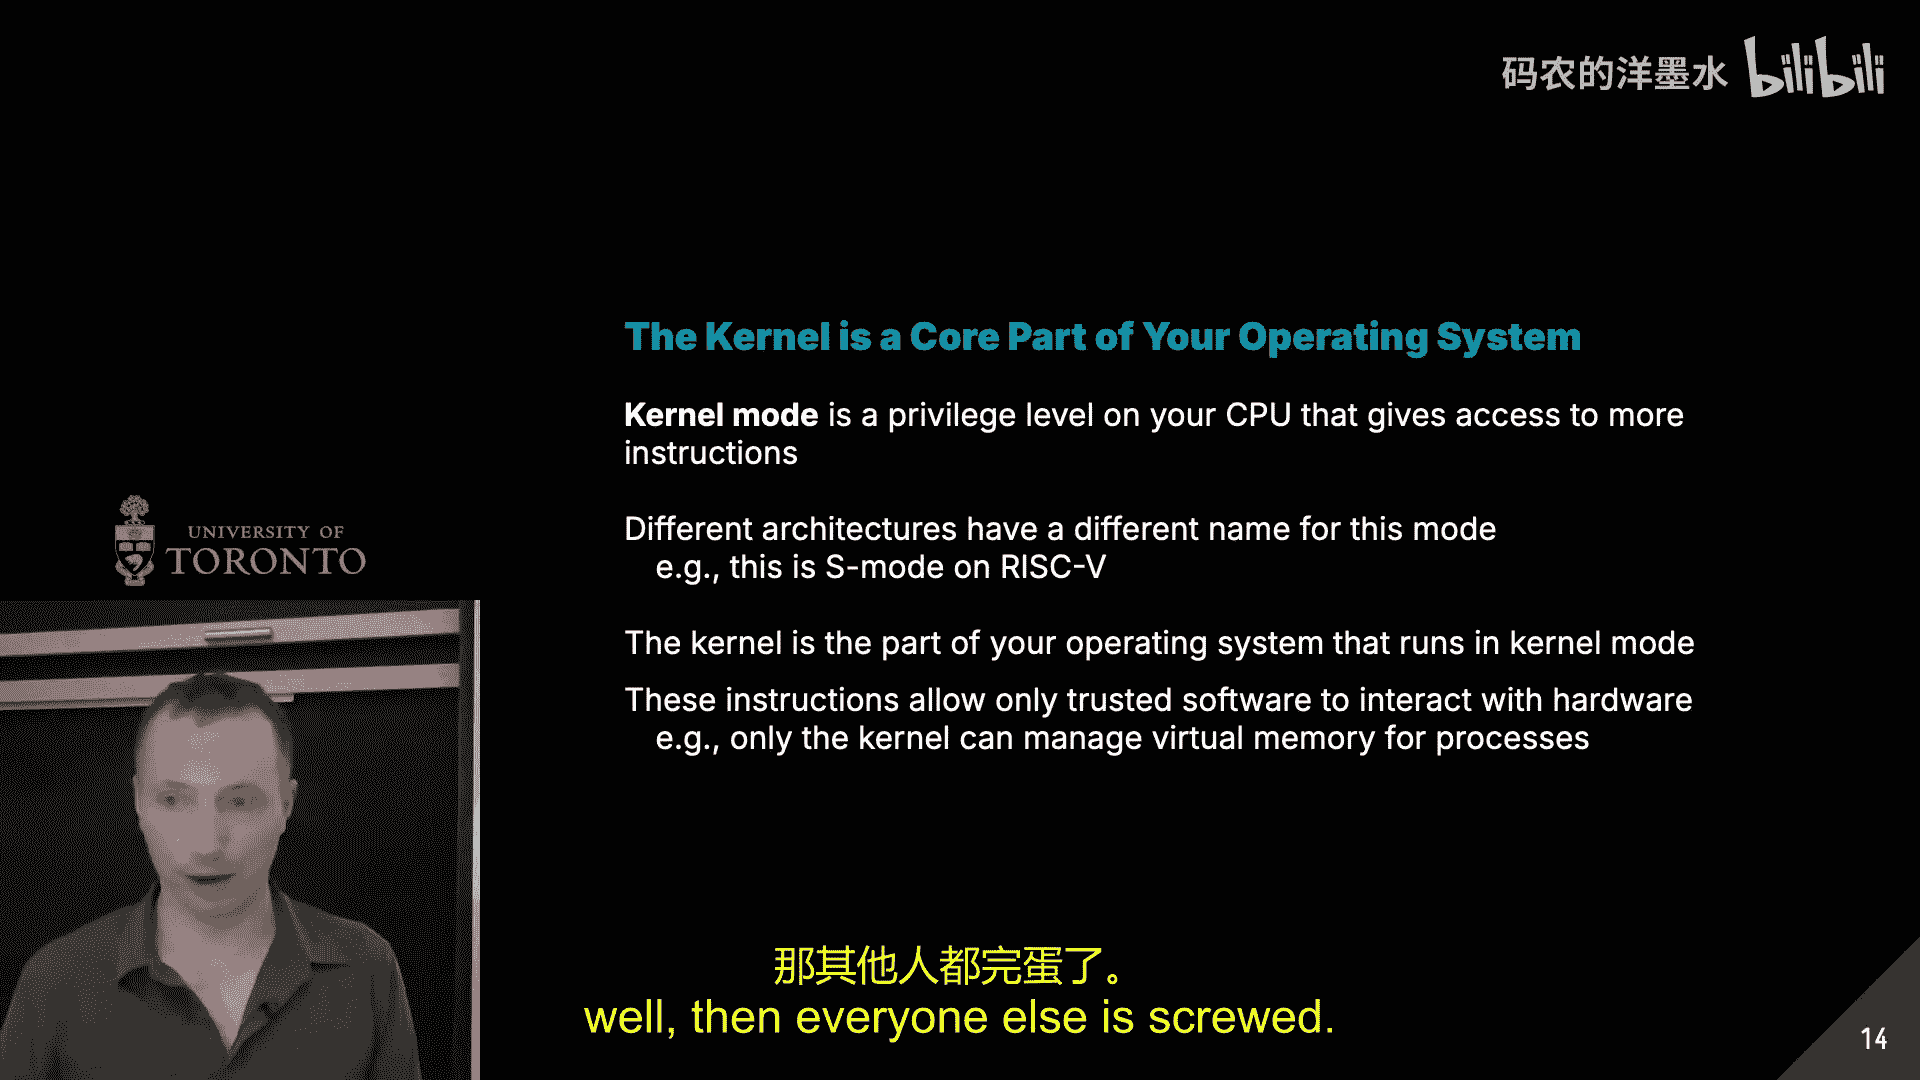 码农的洋墨水 bilibili
The Kernel is a Core Part of Your Operating System
Kernel mode is a privilege level on your CPU that gives access to more
instructions
Different architectures have a different name for this mode
e.g., this is S-mode on RISC-V
The kernel is the part of your operating system that runs in kernel mode
These instructions allow only trusted software to interact with hardware
e.g., only the kernel can manage virtual memory for processes
UNIVERSITY OF
TORONTO
那其他人都完蛋了。
well, then everyone else is screwed.
14